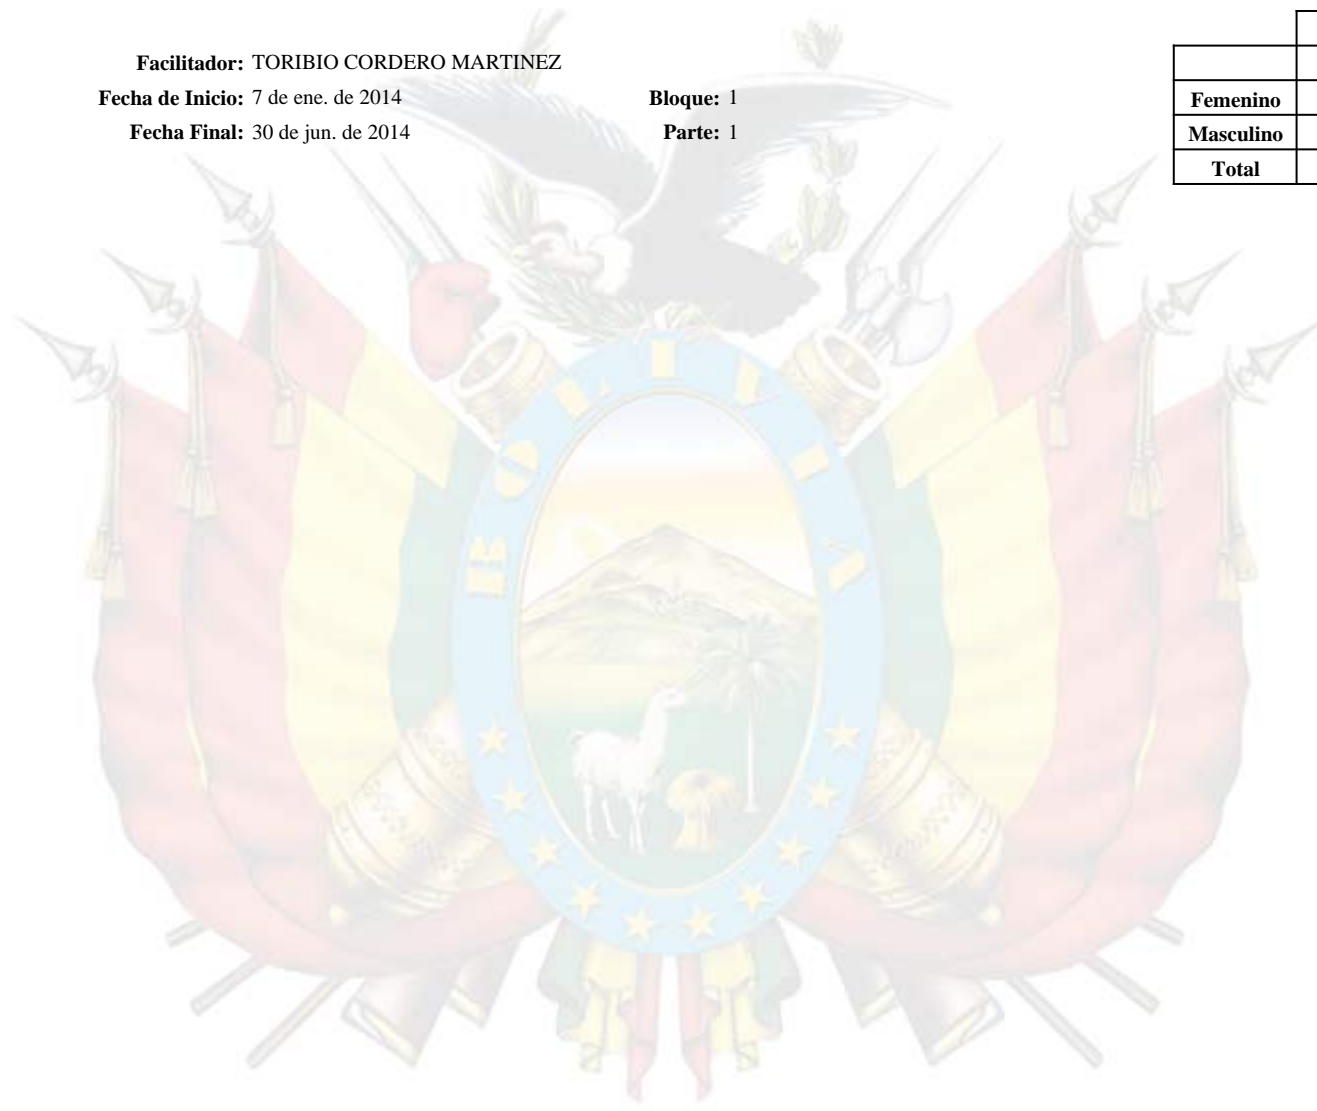 Facilitador: TORIBIO CORDERO MARTINEZ
Fecha de Inicio: 7 de ene. de 2014 Bloque: 1
Fecha Final: 30 de jun. de 2014 Parte: 1
Femenino
Masculino
Total
BOLIVIA